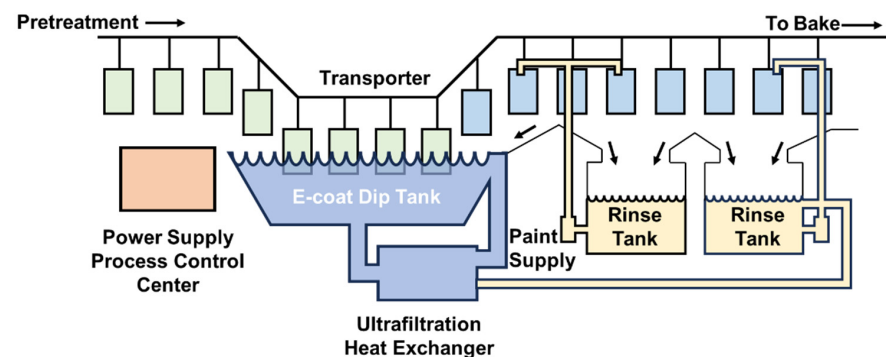 Pretreatment
To Bake
Transporter
E-coat Dip Tank
Power Supply
Process Control
Center
Paint
Supply
Rinse
Tank
Rinse
Tank
Ultrafiltration
Heat Exchanger